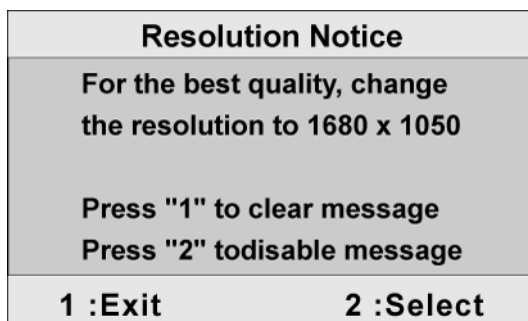 Resolution Notice
For the best quality, change
the resolution to 1680 x 1050
Press "1" to clear message
Press "2" todisable message
1 :Exit 2 :Select